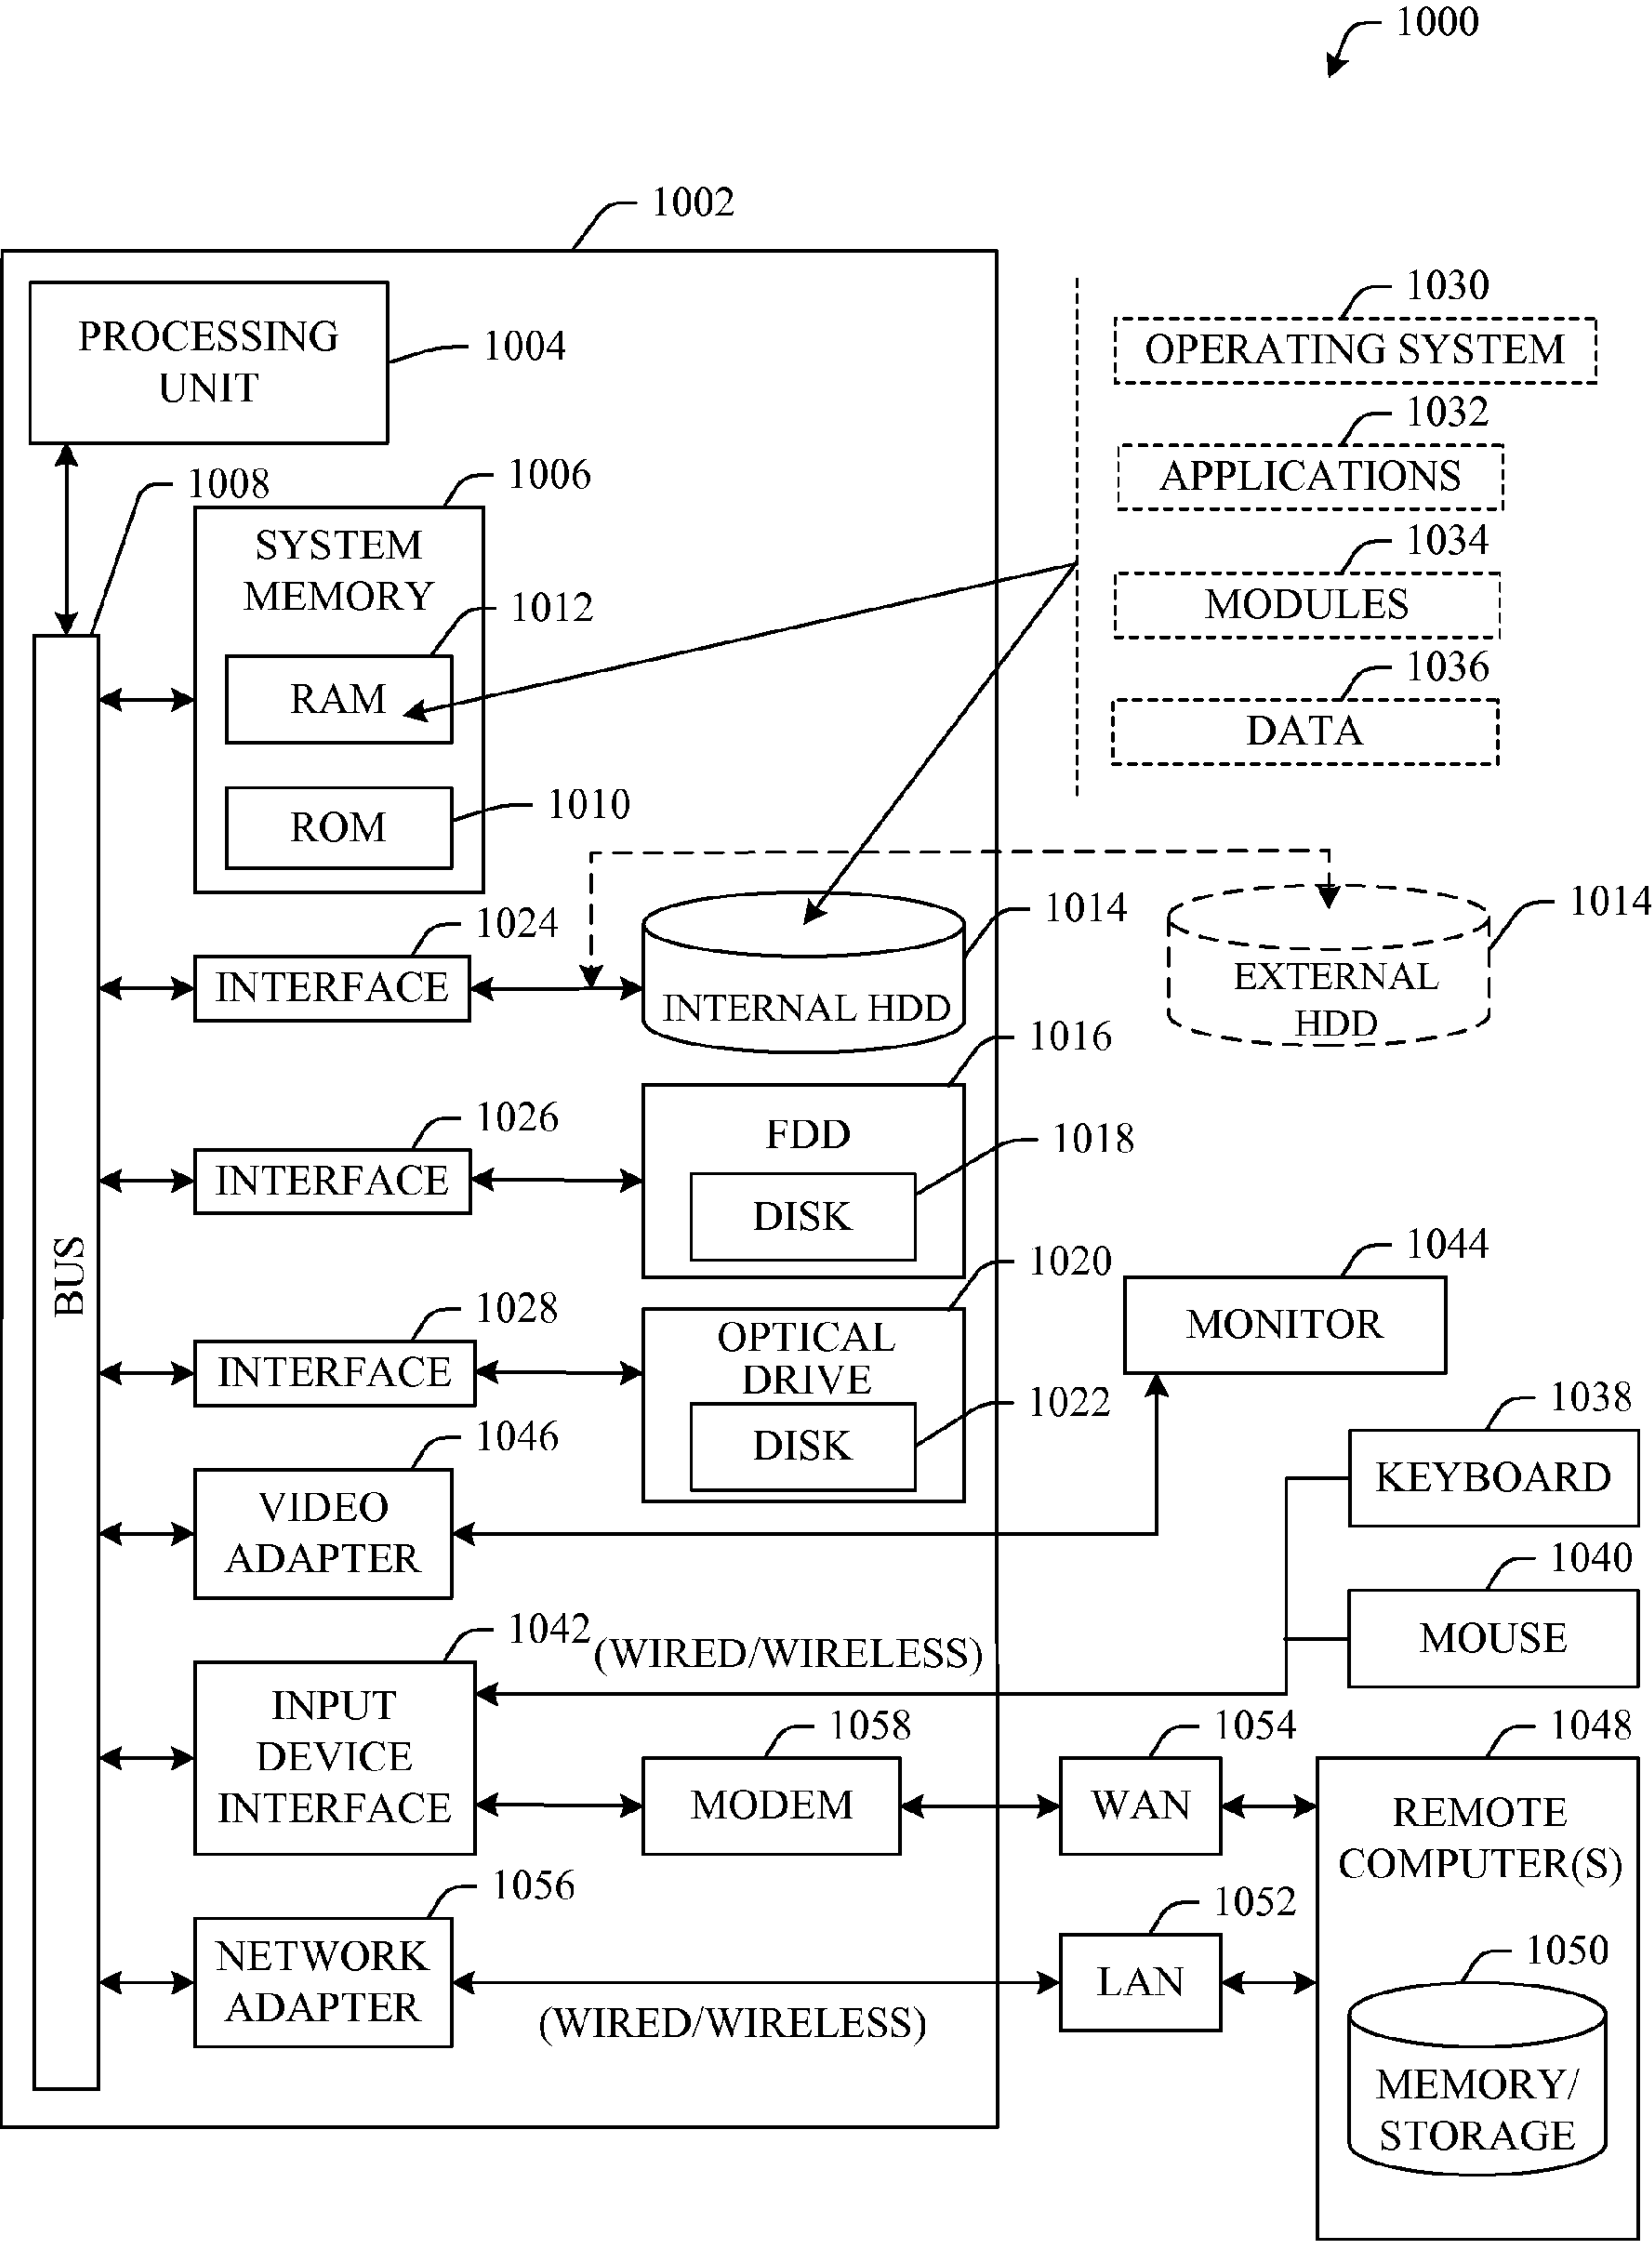 1000
1002
PROCESSING
UNIT
1004
1030
OPERATING SYSTEM
1032
APPLICATIONS
1034
MODULES
1036
DATA
1008
1006
SYSTEM
MEMORY
1012
RAM
1010
ROM
BUS
1024
INTERFACE
1014
INTERNAL HDD
1014
EXTERNAL
HDD
1026
INTERFACE
1016
FDD
1018
DISK
1028
INTERFACE
1020
OPTICAL
DRIVE
1022
DISK
1044
MONITOR
1046
VIDEO
ADAPTER
1038
KEYBOARD
1040
MOUSE
1042
(WIRED/WIRELESS)
INPUT
DEVICE
INTERFACE
1058
MODEM
1054
WAN
1048
REMOTE
COMPUTER(S)
1056
NETWORK
ADAPTER
(WIRED/WIRELESS)
1052
LAN
1050
MEMORY/
STORAGE